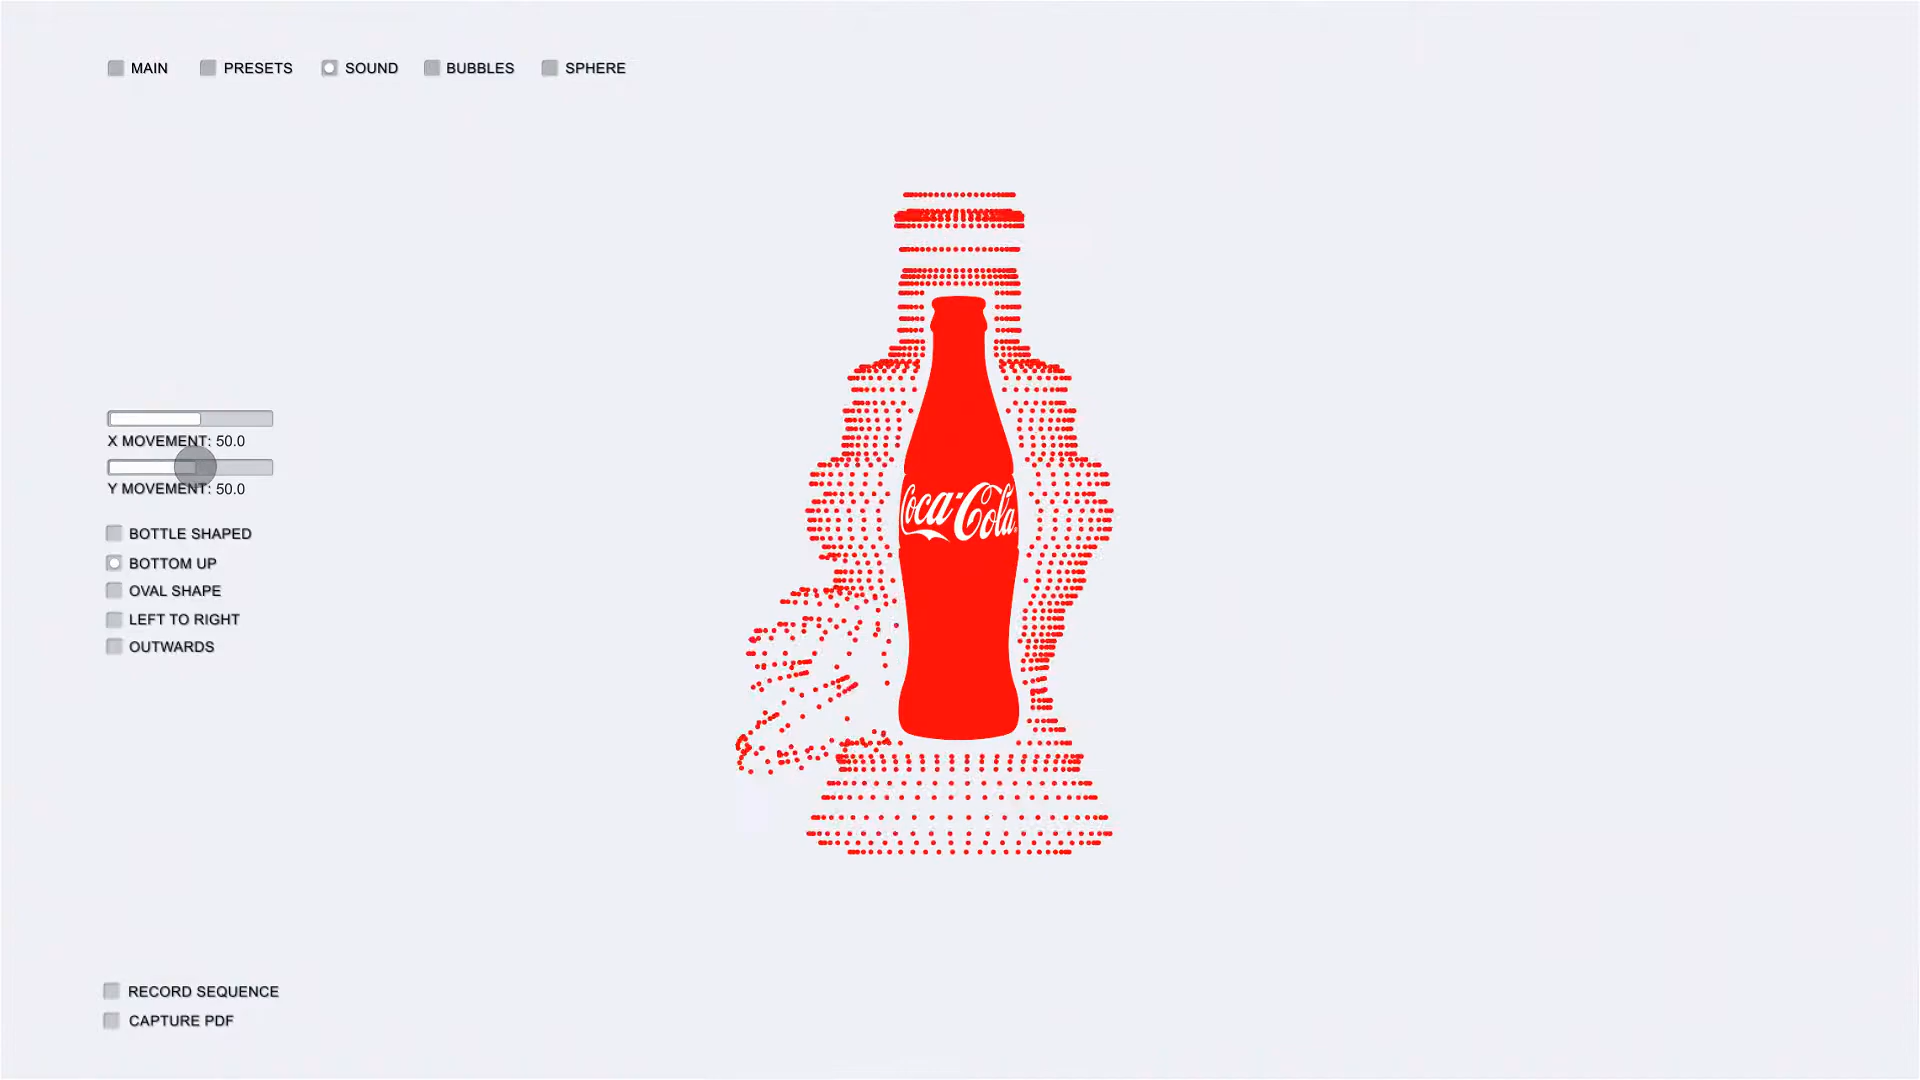 MAIN PRESETS SOUND BUBBLES SPHERE
X MOVEMENT: 50.0
Y MOVEMENT: 50.0
BOTTLE SHAPED
BOTTOM UP
OVAL SHAPE
LEFT TO RIGHT
OUTWARDS
Coca-Cola
RECORD SEQUENCE
CAPTURE PDF